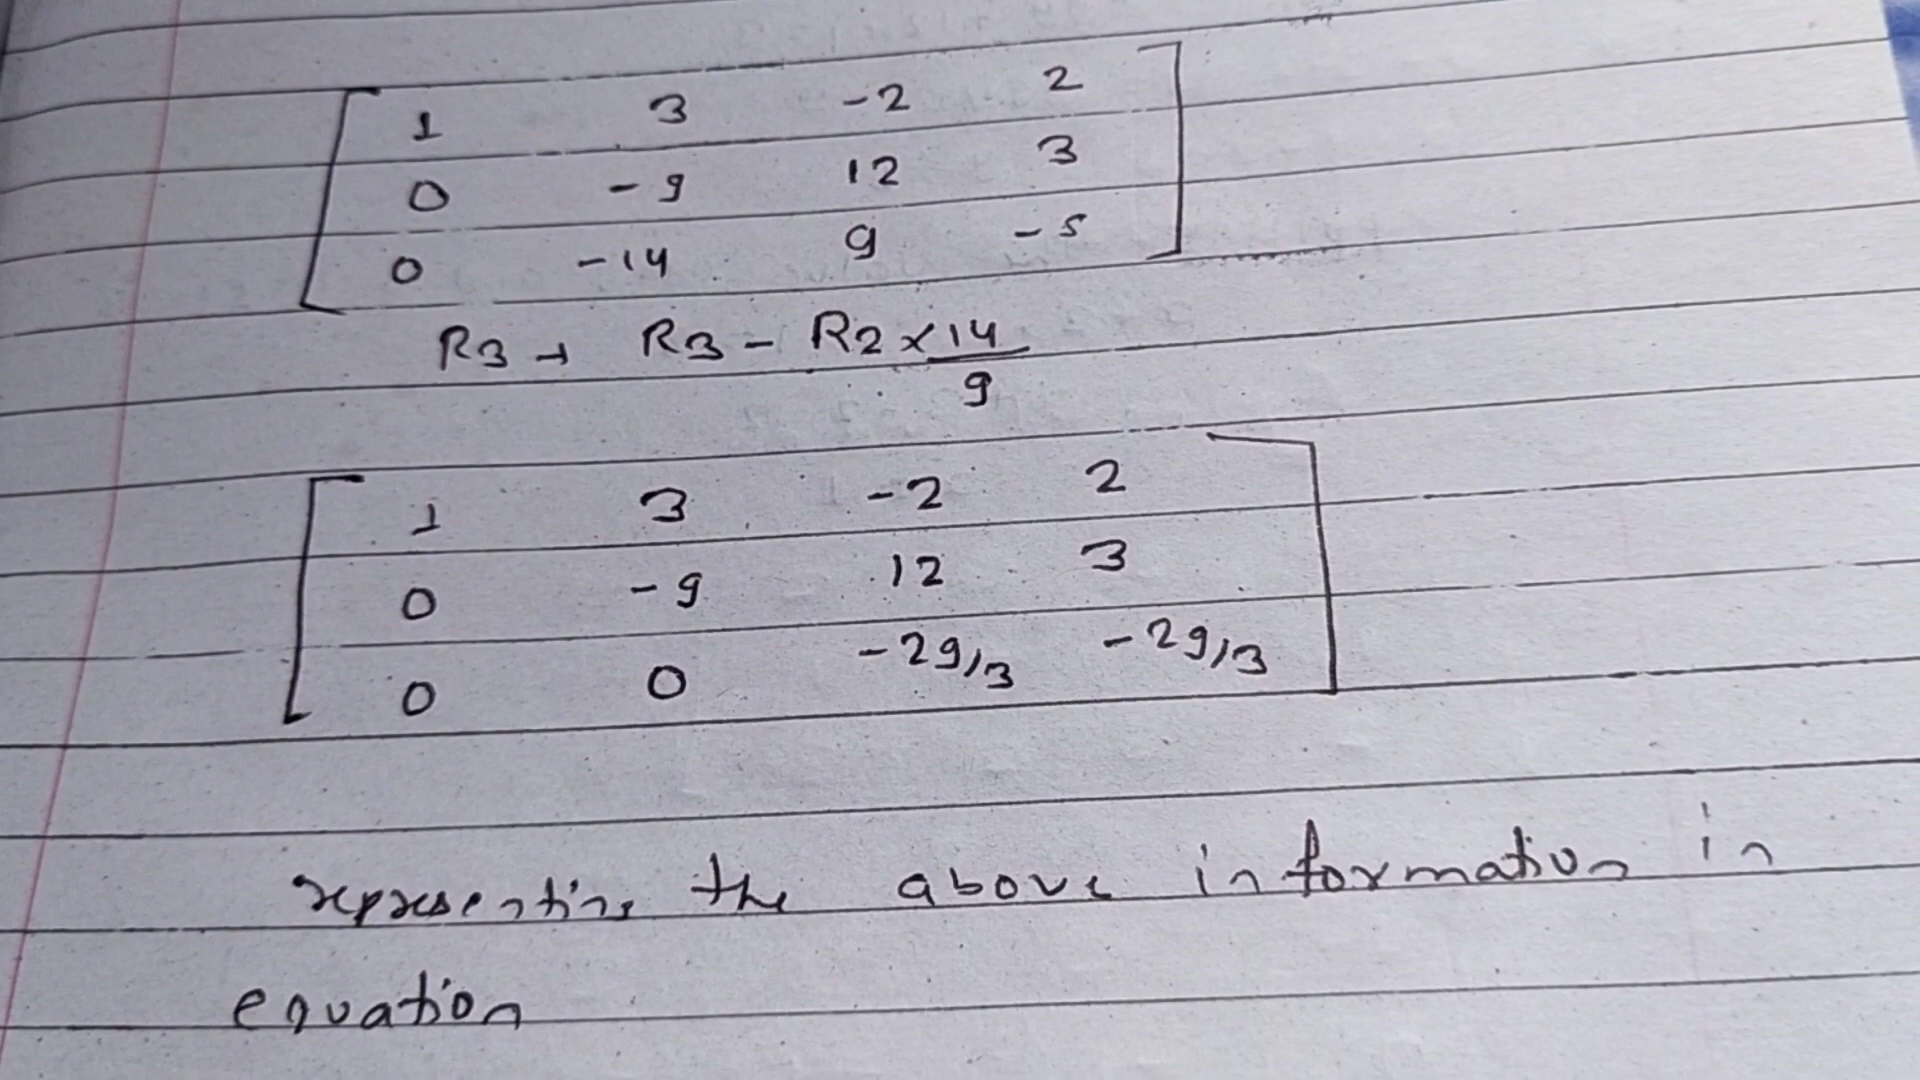 1 3 -2 2
0 -9 12 3
0 -14 9 -5
R3 → R3 - R2 × 14/9
1 3 -2 2
0 -9 12 3
0 0 -29/3 -29/3
representing the above information in
equation